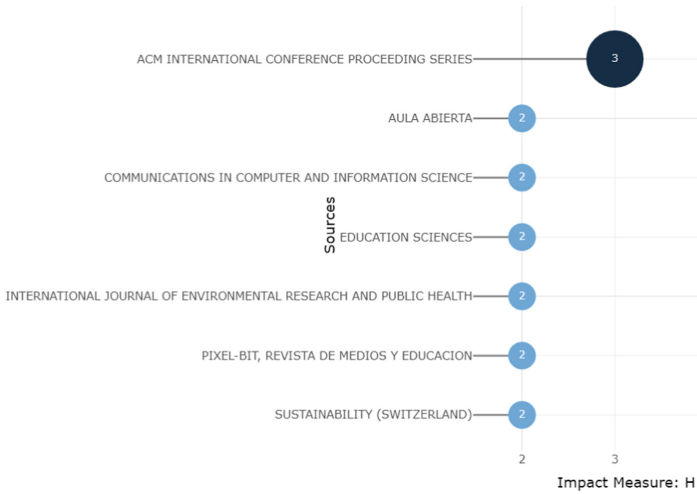 ACM INTERNATIONAL CONFERENCE PROCEEDING SERIES
3
AULA ABIERTA
2
COMMUNICATIONS IN COMPUTER AND INFORMATION SCIENCE
2
Sources
EDUCATION SCIENCES
2
INTERNATIONAL JOURNAL OF ENVIRONMENTAL RESEARCH AND PUBLIC HEALTH
2
PIXEL-BIT, REVISTA DE MEDIOS Y EDUCACION
2
SUSTAINABILITY (SWITZERLAND)
2
2
3
Impact Measure: H